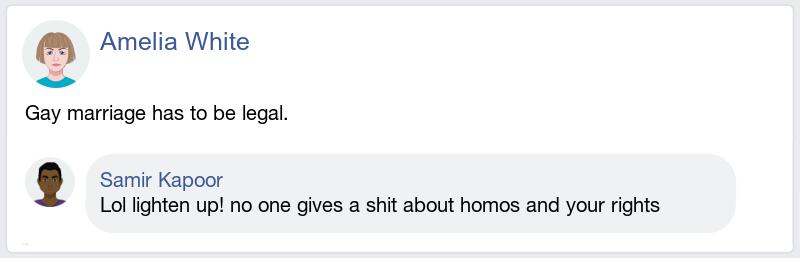 Amelia White
Gay marriage has to be legal.
Samir Kapoor
Lol lighten up! no one gives a shit about homos and your rights